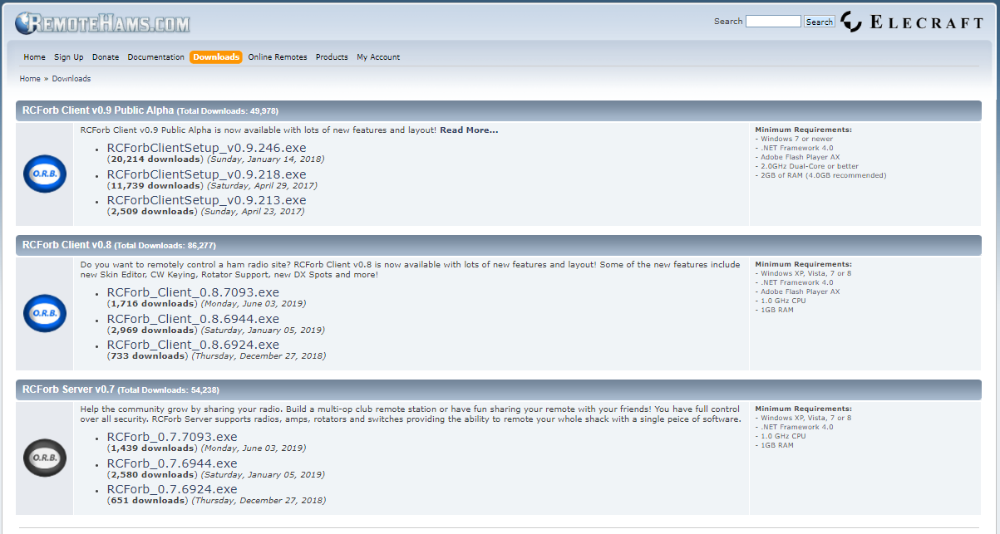 REMOTEHAMS.COM
Search Search ELECRAFT
Home Sign Up Donate Documentation Downloads Online Remotes Products My Account
Home » Downloads
RCForb Client v0.9 Public Alpha (Total Downloads: 49,978)
RCForb Client v0.9 Public Alpha is now available with lots of new features and layout! Read More...
O.R.B.
• RCForbClientSetup_v0.9.246.exe
(20,214 downloads) (Sunday, January 14, 2018)
• RCForbClientSetup_v0.9.218.exe
(11,739 downloads) (Saturday, April 29, 2017)
• RCForbClientSetup_v0.9.213.exe
(2,509 downloads) (Sunday, April 23, 2017)
Minimum Requirements:
- Windows 7 or newer
- .NET Framework 4.0
- Adobe Flash Player AX
- 2.0GHz Dual-Core or better
- 2GB of RAM (4.0GB recommended)
RCForb Client v0.8 (Total Downloads: 86,277)
Do you want to remotely control a ham radio site? RCForb Client v0.8 is now available with lots of new features and layout! Some of the new features include
new Skin Editor, CW Keying, Rotator Support, new DX Spots and more!
O.R.B.
• RCForb_Client_0.8.7093.exe
(1,716 downloads) (Monday, June 03, 2019)
• RCForb_Client_0.8.6944.exe
(2,969 downloads) (Saturday, January 05, 2019)
• RCForb_Client_0.8.6924.exe
(733 downloads) (Thursday, December 27, 2018)
Minimum Requirements:
- Windows XP, Vista, 7 or 8
- .NET Framework 4.0
- Adobe Flash Player AX
- 1.0 GHz CPU
- 1GB RAM
RCForb Server v0.7 (Total Downloads: 54,238)
Help the community grow by sharing your radio. Build a multi-op club remote station or have fun sharing your remote with your friends! You have full control
over all security. RCForb Server supports radios, amps, rotators and switches providing the ability to remote your whole shack with a single peice of software.
O.R.B.
• RCForb_0.7.7093.exe
(1,439 downloads) (Monday, June 03, 2019)
• RCForb_0.7.6944.exe
(2,580 downloads) (Saturday, January 05, 2019)
• RCForb_0.7.6924.exe
(651 downloads) (Thursday, December 27, 2018)
Minimum Requirements:
- Windows XP, Vista, 7 or 8
- .NET Framework 4.0
- 1.0 GHz CPU
- 1GB RAM